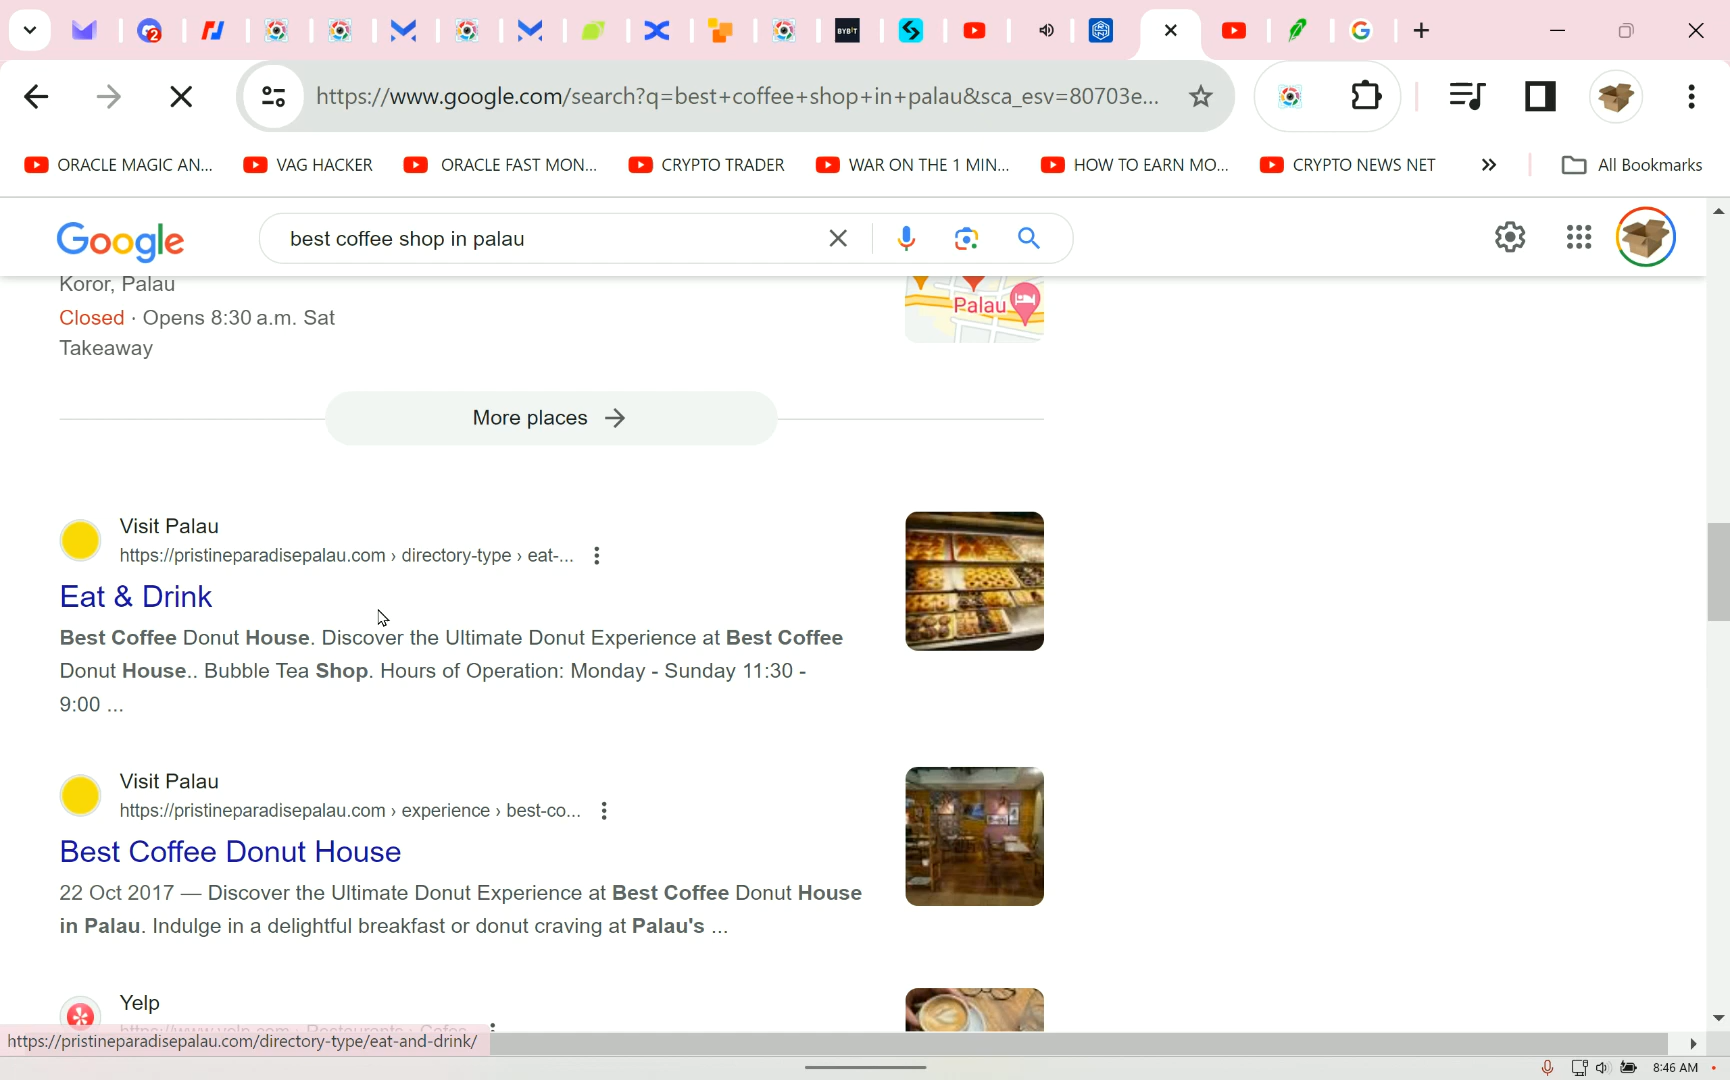 https://www.google.com/search?q=best+coffee+shop+in+palau&sca_esv=80703e...
ORACLE MAGIC AN... VAG HACKER ORACLE FAST MON... CRYPTO TRADER WAR ON THE 1 MIN... HOW TO EARN MO... CRYPTO NEWS NET » All Bookmarks
Google best coffee shop in palau
Koror, Palau
Closed · Opens 8:30 a.m. Sat
Takeaway
Palau
More places →
Visit Palau
https://pristineparadisepalau.com › directory-type › eat-...
Eat & Drink
Best Coffee Donut House. Discover the Ultimate Donut Experience at Best Coffee
Donut House.. Bubble Tea Shop. Hours of Operation: Monday - Sunday 11:30 -
9:00 ...
Visit Palau
https://pristineparadisepalau.com › experience › best-co...
Best Coffee Donut House
22 Oct 2017 — Discover the Ultimate Donut Experience at Best Coffee Donut House
in Palau. Indulge in a delightful breakfast or donut craving at Palau's ...
Yelp
https://pristineparadisepalau.com/directory-type/eat-and-drink/
8:46 AM